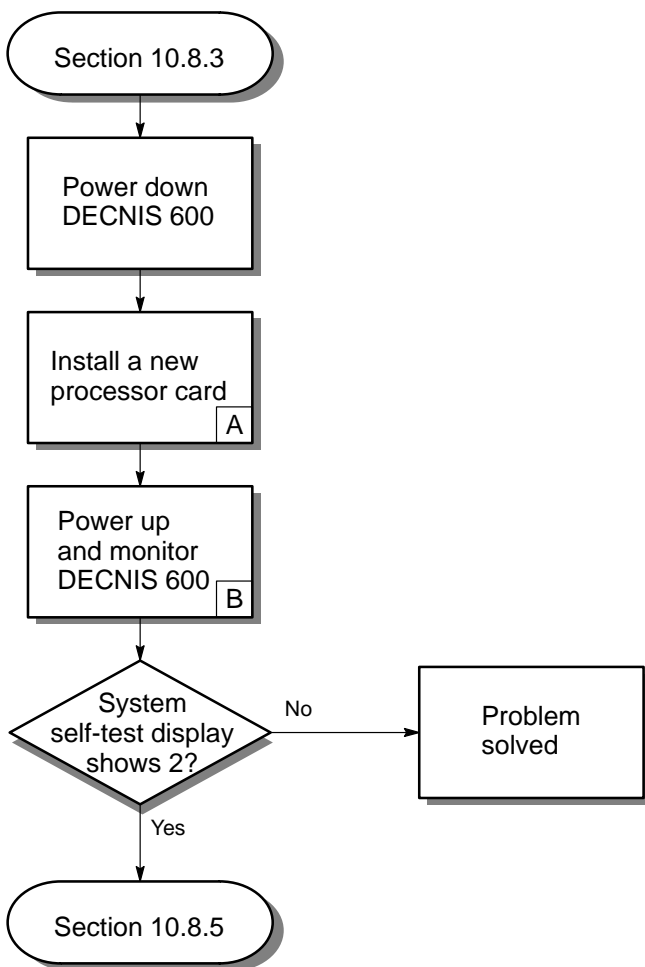 Section 10.8.3
Power down
DECNIS 600
Install a new
processor card
A
Power up
and monitor
DECNIS 600
B
System
self-test display
shows 2?
No
Problem
solved
Yes
Section 10.8.5